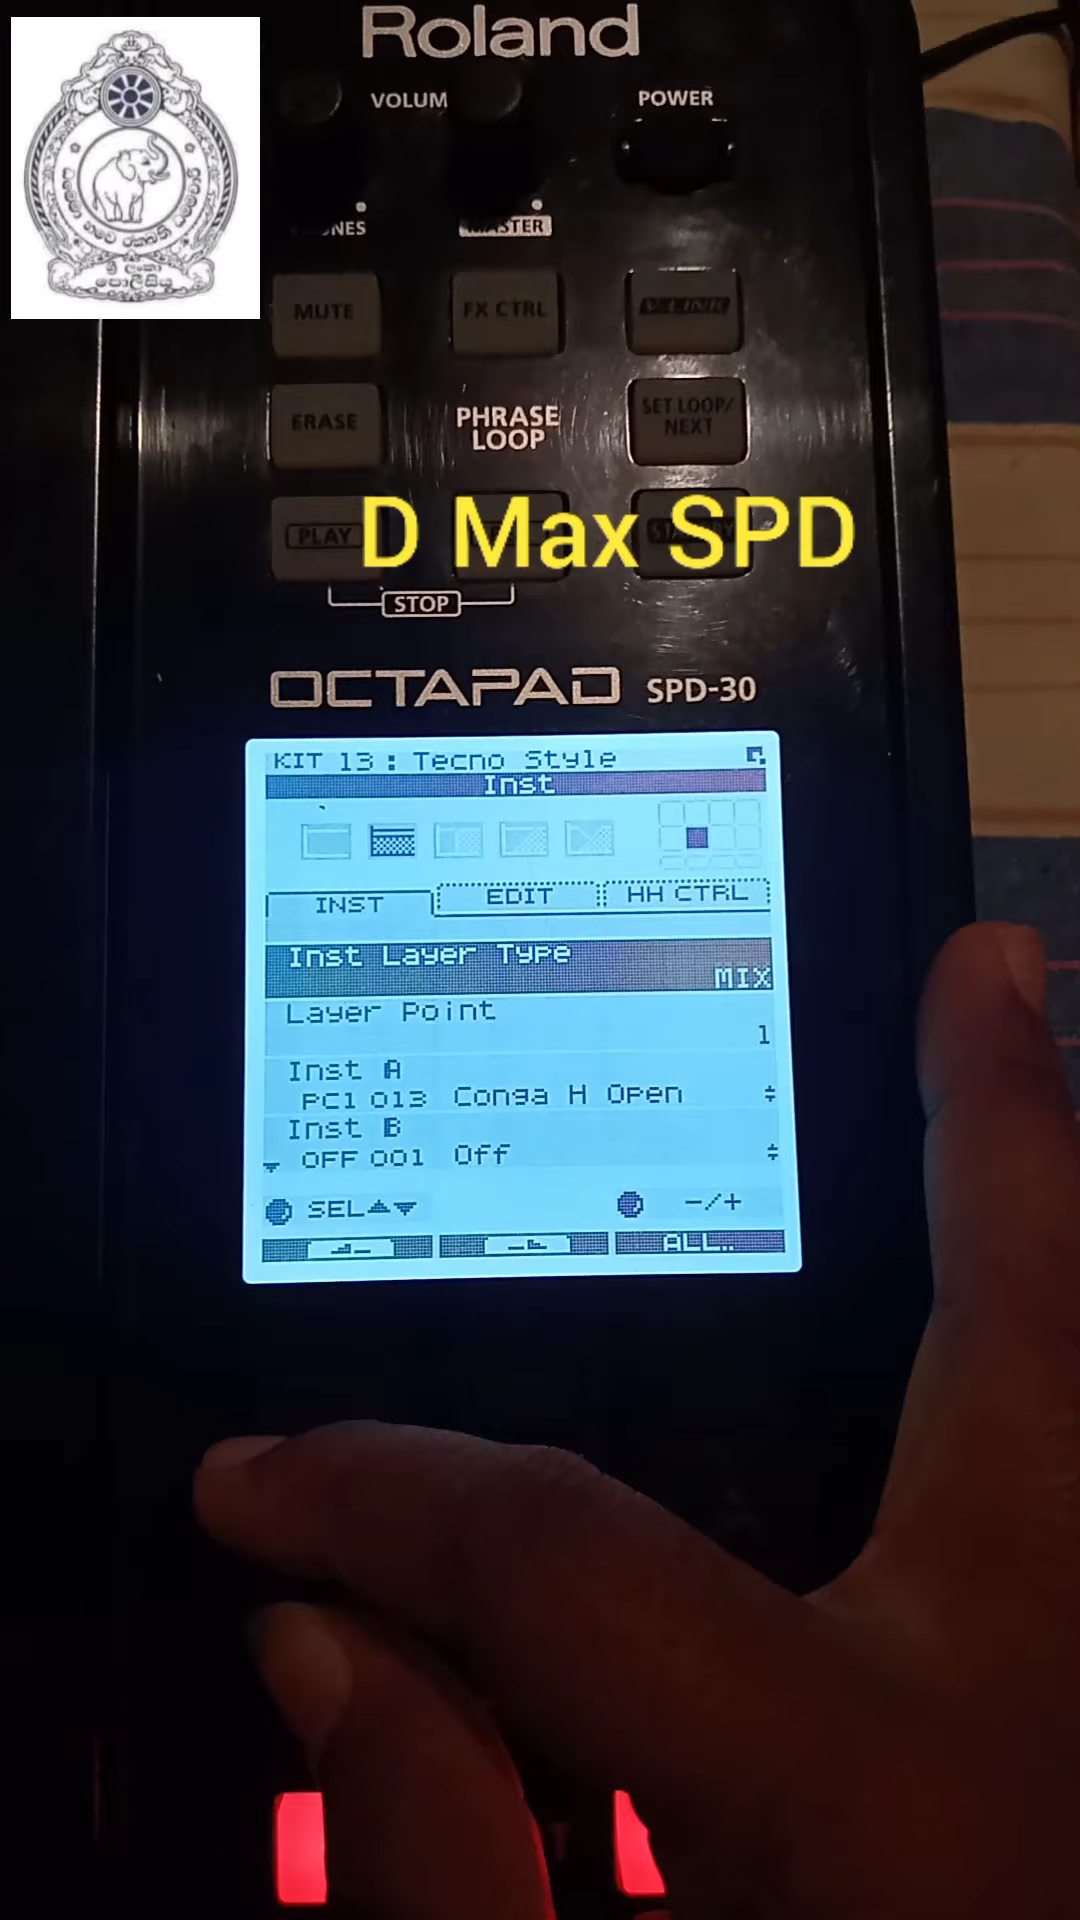 Roland
VOLUM
POWER
MASTER
MUTE
FX CTRL
V-LINK
ERASE
PHRASE
LOOP
SET LOOP/
NEXT
PLAY
D Max SPD
STOP
OCTAPAD SPD-30
KIT 13 : Tecno Style
Inst
INST
EDIT
HH CTRL
Inst Layer Type
MIX
Layer Point
1
Inst A
PC1 013 Conga H Open
Inst B
OFF 001 Off
SEL▲▼
-/+
ALL..
ශ්‍රී ලංකා
පොලීසිය